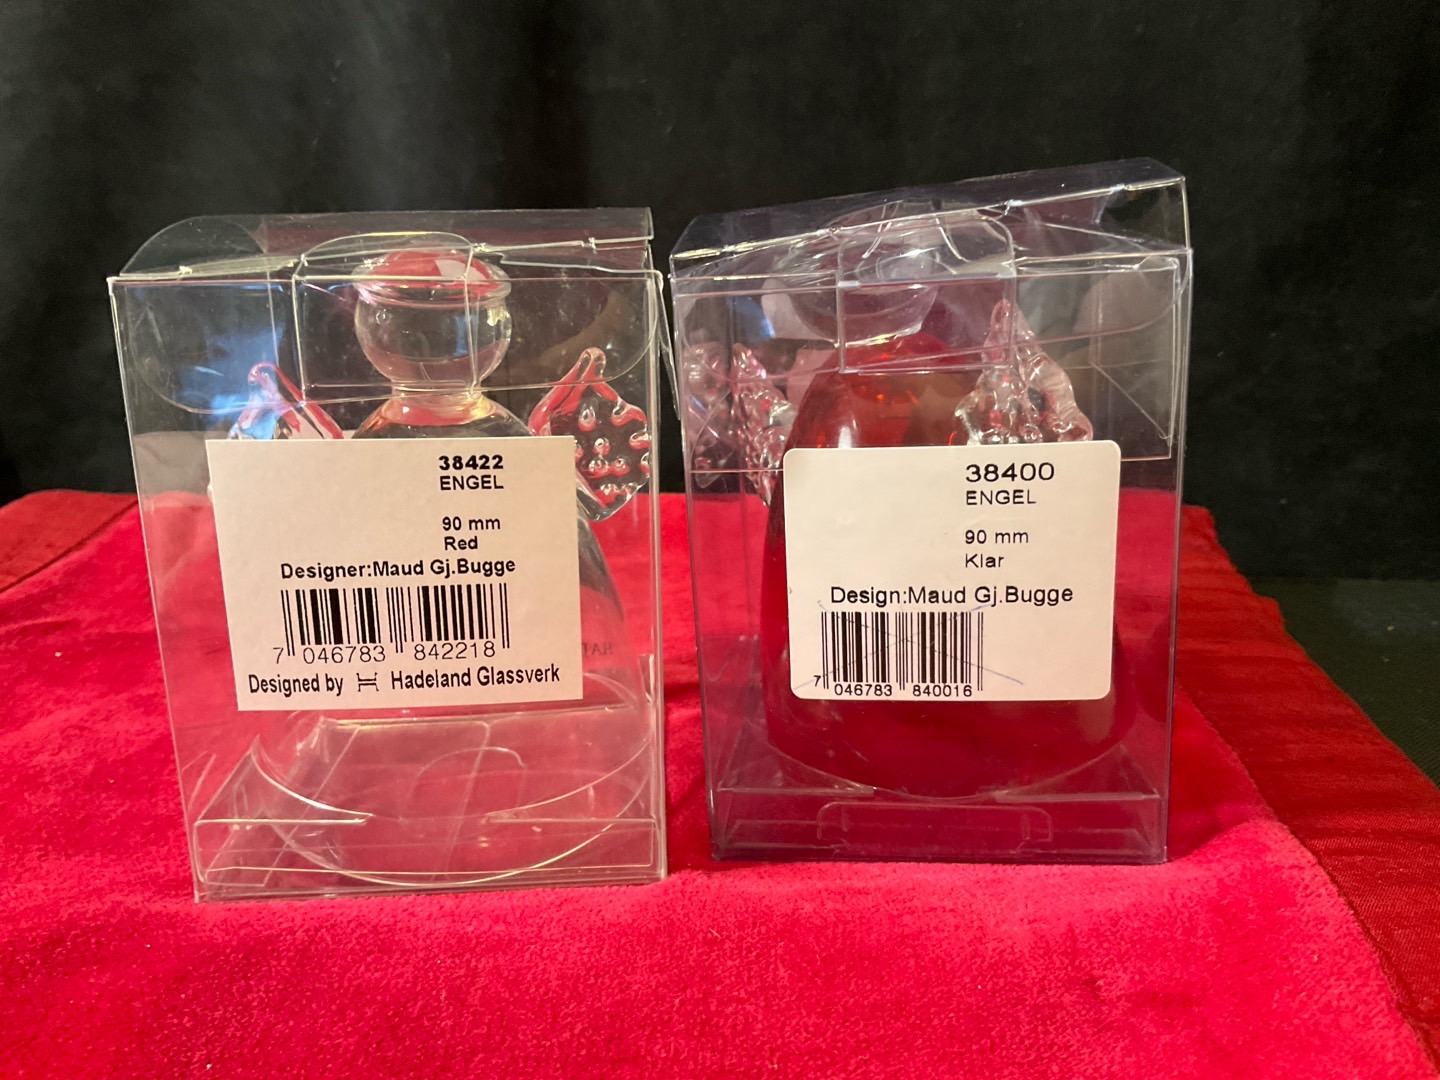 38422
ENGEL
90 mm
Red
Designer:Maud Gj.Bugge
7 046783 842218
Designed by Hadeland Glassverk
38400
ENGEL
90 mm
Klar
Design:Maud Gj.Bugge
7 046783 840016